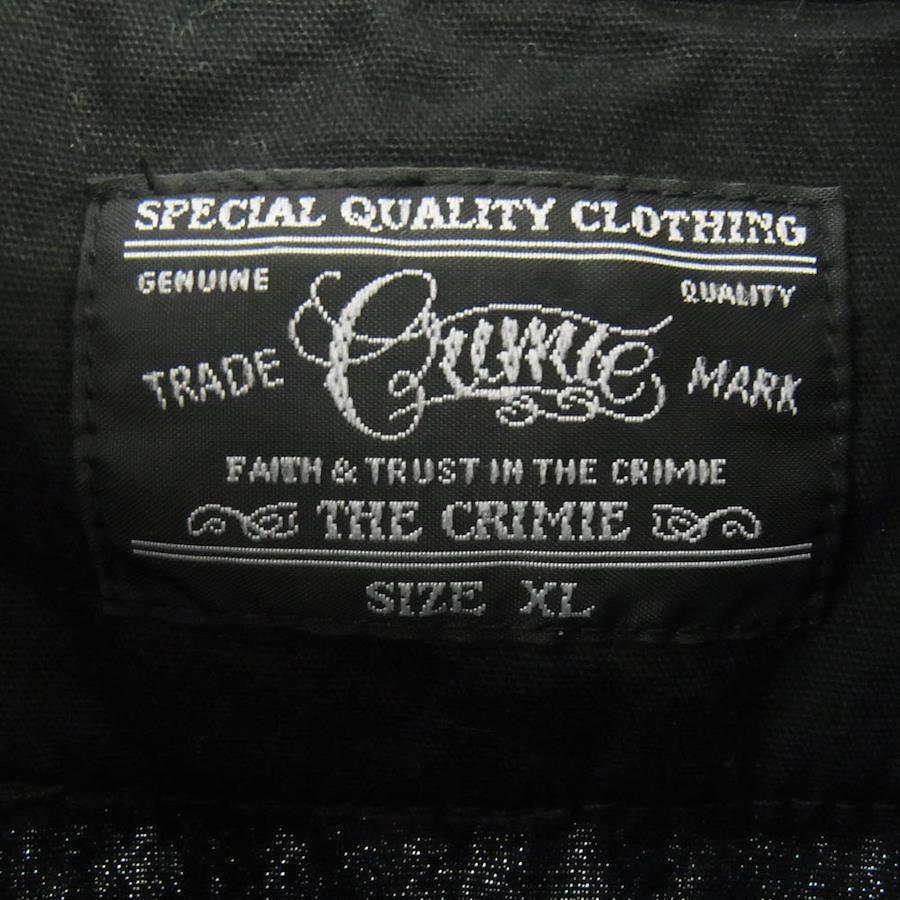 SPECIAL QUALITY CLOTHING
GENUINE QUALITY
TRADE Crimie MARK
FAITH & TRUST IN THE CRIMIE
THE CRIMIE
SIZE XL